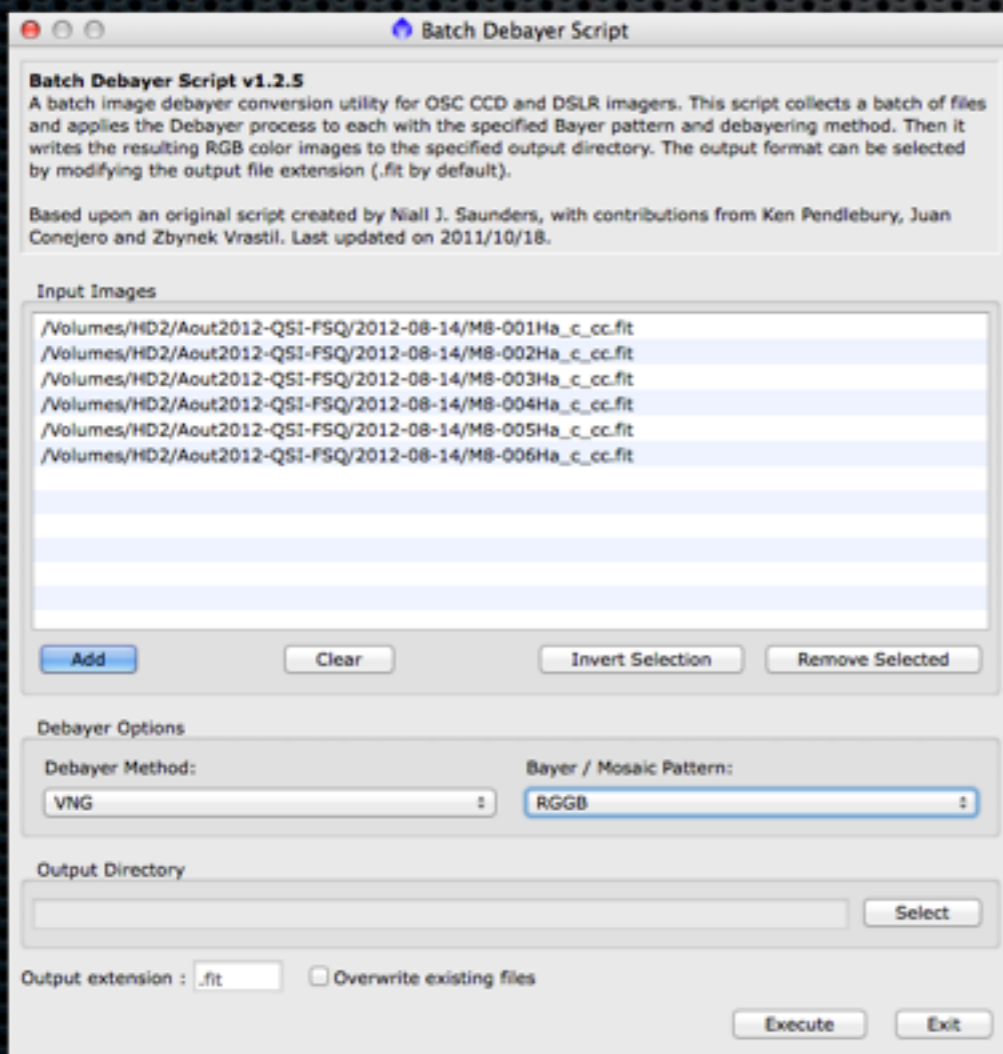 Batch Debayer Script
Batch Debayer Script v1.2.5
A batch image debayer conversion utility for OSC CCD and DSLR imagers. This script collects a batch of files
and applies the Debayer process to each with the specified Bayer pattern and debayering method. Then it
writes the resulting RGB color images to the specified output directory. The output format can be selected
by modifying the output file extension (.fit by default).
Based upon an original script created by Niall J. Saunders, with contributions from Ken Pendlebury, Juan
Conejero and Zbynek Vrastil. Last updated on 2011/10/18.
Input Images
/Volumes/HD2/Aout2012-QSI-FSQ/2012-08-14/M8-001Ha_c_cc.fit
/Volumes/HD2/Aout2012-QSI-FSQ/2012-08-14/M8-002Ha_c_cc.fit
/Volumes/HD2/Aout2012-QSI-FSQ/2012-08-14/M8-003Ha_c_cc.fit
/Volumes/HD2/Aout2012-QSI-FSQ/2012-08-14/M8-004Ha_c_cc.fit
/Volumes/HD2/Aout2012-QSI-FSQ/2012-08-14/M8-005Ha_c_cc.fit
/Volumes/HD2/Aout2012-QSI-FSQ/2012-08-14/M8-006Ha_c_cc.fit
Add Clear Invert Selection Remove Selected
Debayer Options
Debayer Method: Bayer / Mosaic Pattern:
VNG RGGB
Output Directory
Select
Output extension : .fit Overwrite existing files
Execute Exit